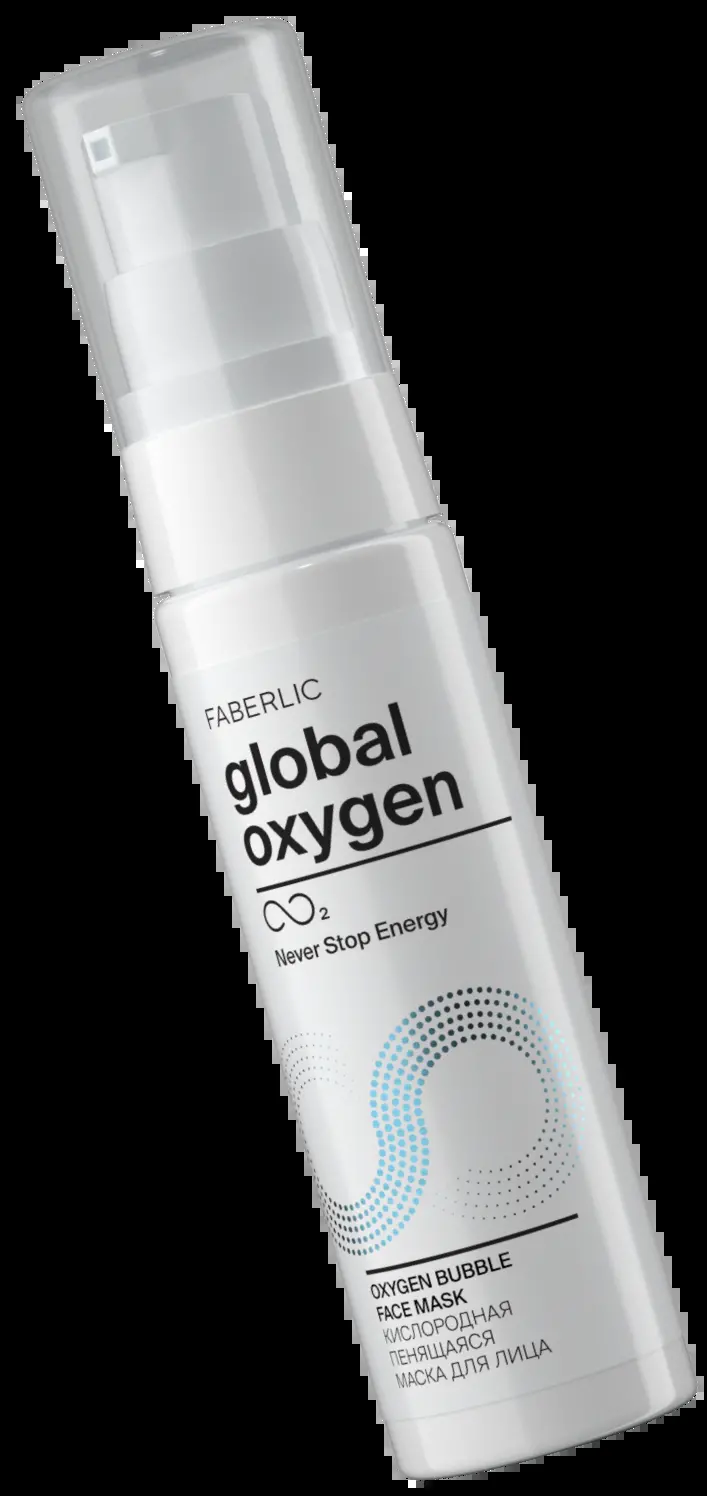 FABERLIC
global
oxygen
∞₂
Never Stop Energy
OXYGEN BUBBLE
FACE MASK
КИСЛОРОДНАЯ
ПЕНЯЩАЯСЯ
МАСКА ДЛЯ ЛИЦА